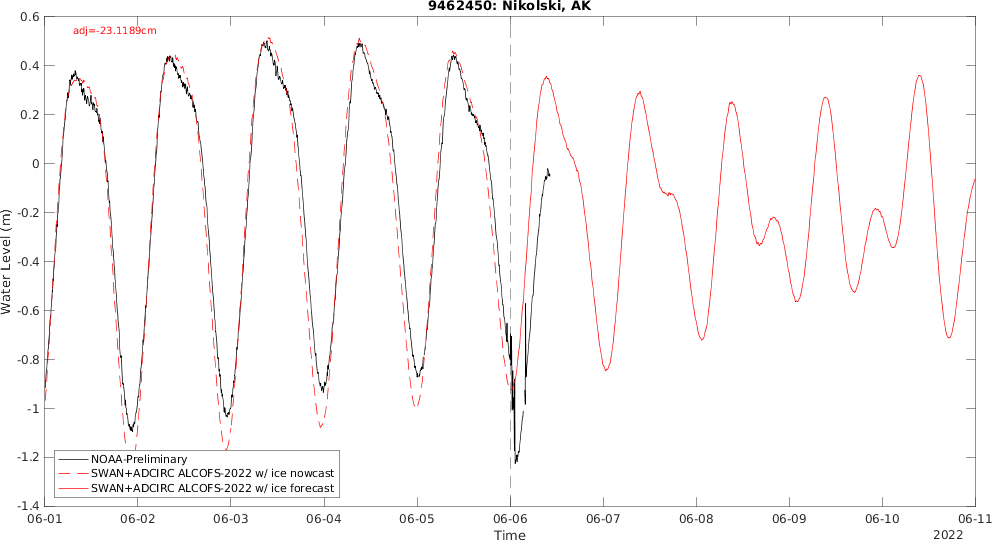 9462450: Nikolski, AK
adj=-23.1189cm
0.6
0.4
0.2
0
-0.2
-0.4
-0.6
-0.8
-1
-1.2
-1.4
Water Level (m)
NOAA-Preliminary
SWAN+ADCIRC ALCOFS-2022 w/ ice nowcast
SWAN+ADCIRC ALCOFS-2022 w/ ice forecast
06-01 06-02 06-03 06-04 06-05 06-06 06-07 06-08 06-09 06-10 06-11
Time
2022